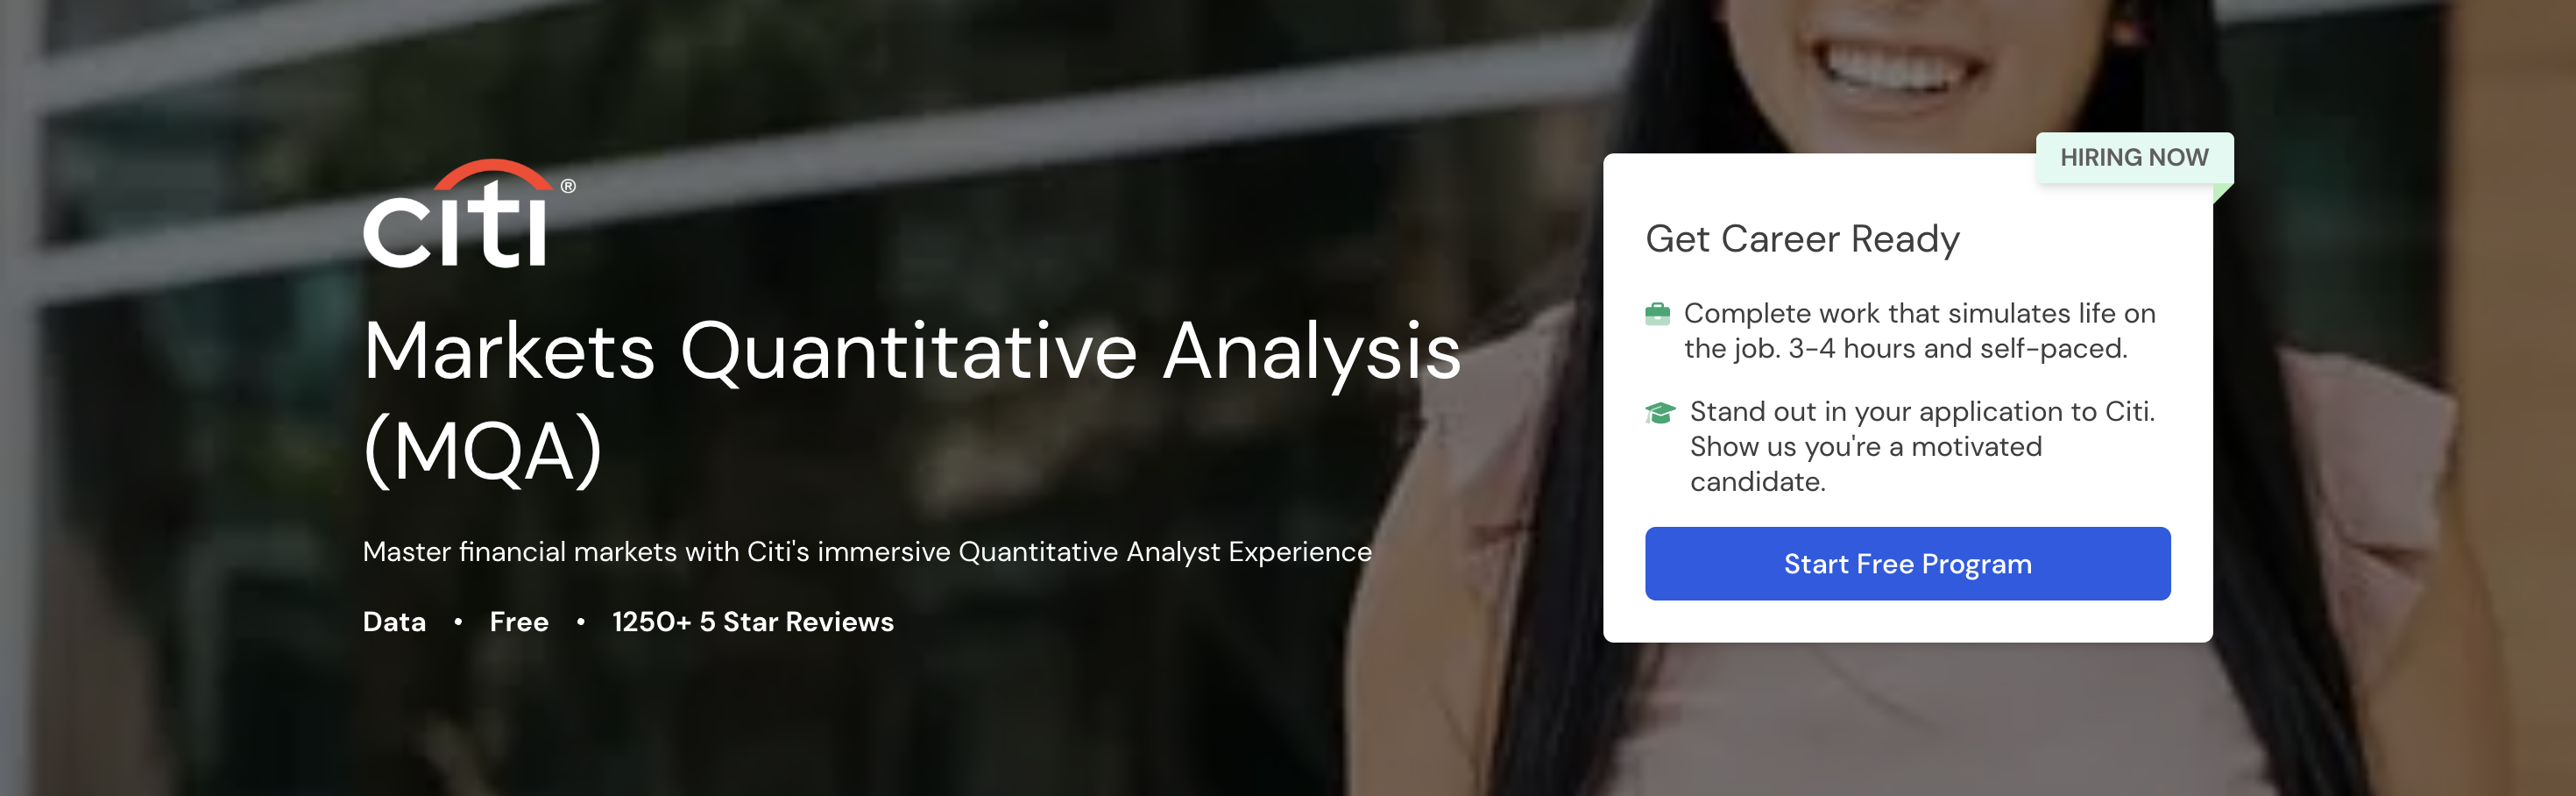 citi®
Markets Quantitative Analysis
(MQA)
Master financial markets with Citi's immersive Quantitative Analyst Experience
Data • Free • 1250+ 5 Star Reviews
HIRING NOW
Get Career Ready
Complete work that simulates life on
the job. 3-4 hours and self-paced.
Stand out in your application to Citi.
Show us you're a motivated
candidate.
Start Free Program